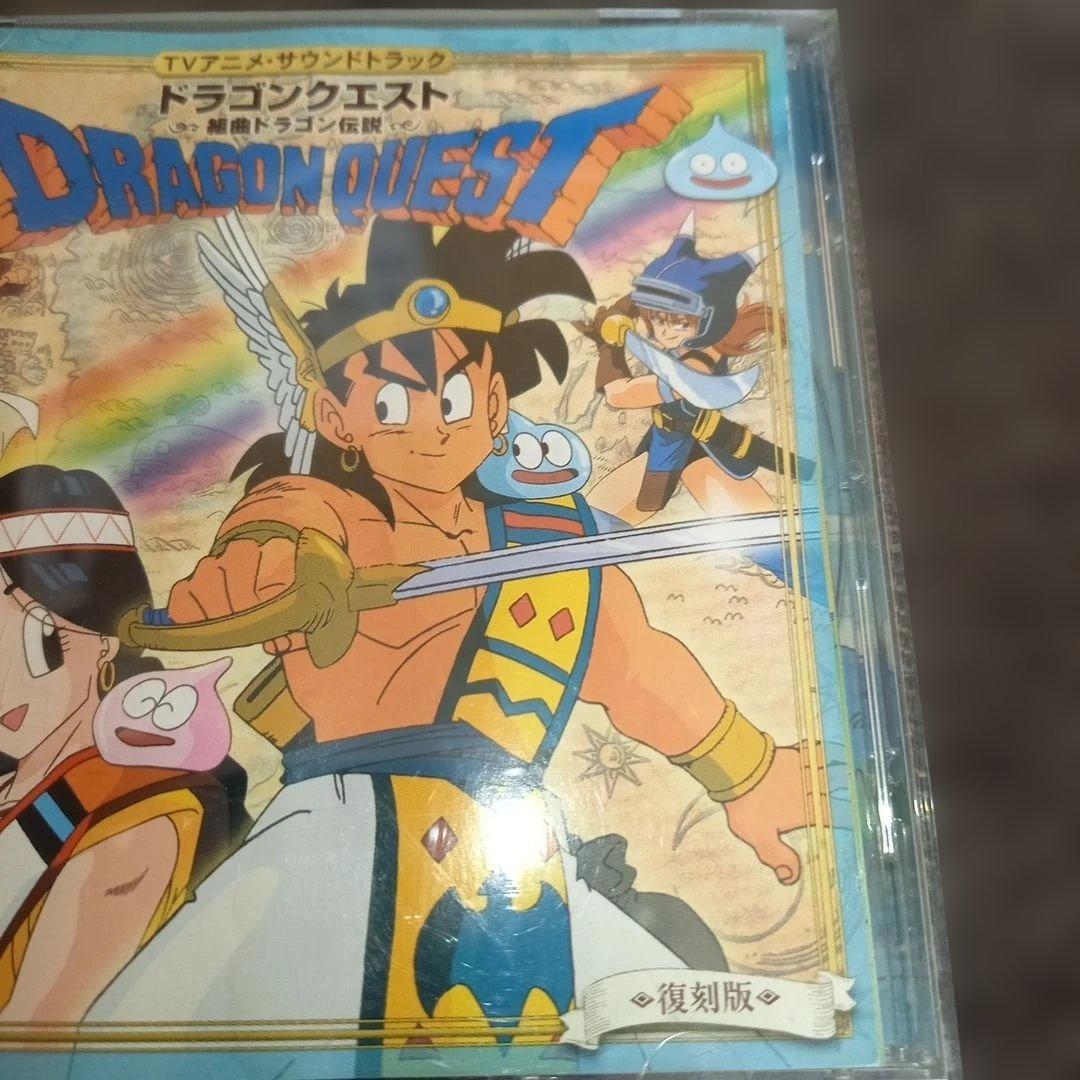 TVアニメ・サウンドトラック
ドラゴンクエスト
組曲ドラゴン伝説
DRAGON QUEST
復刻版